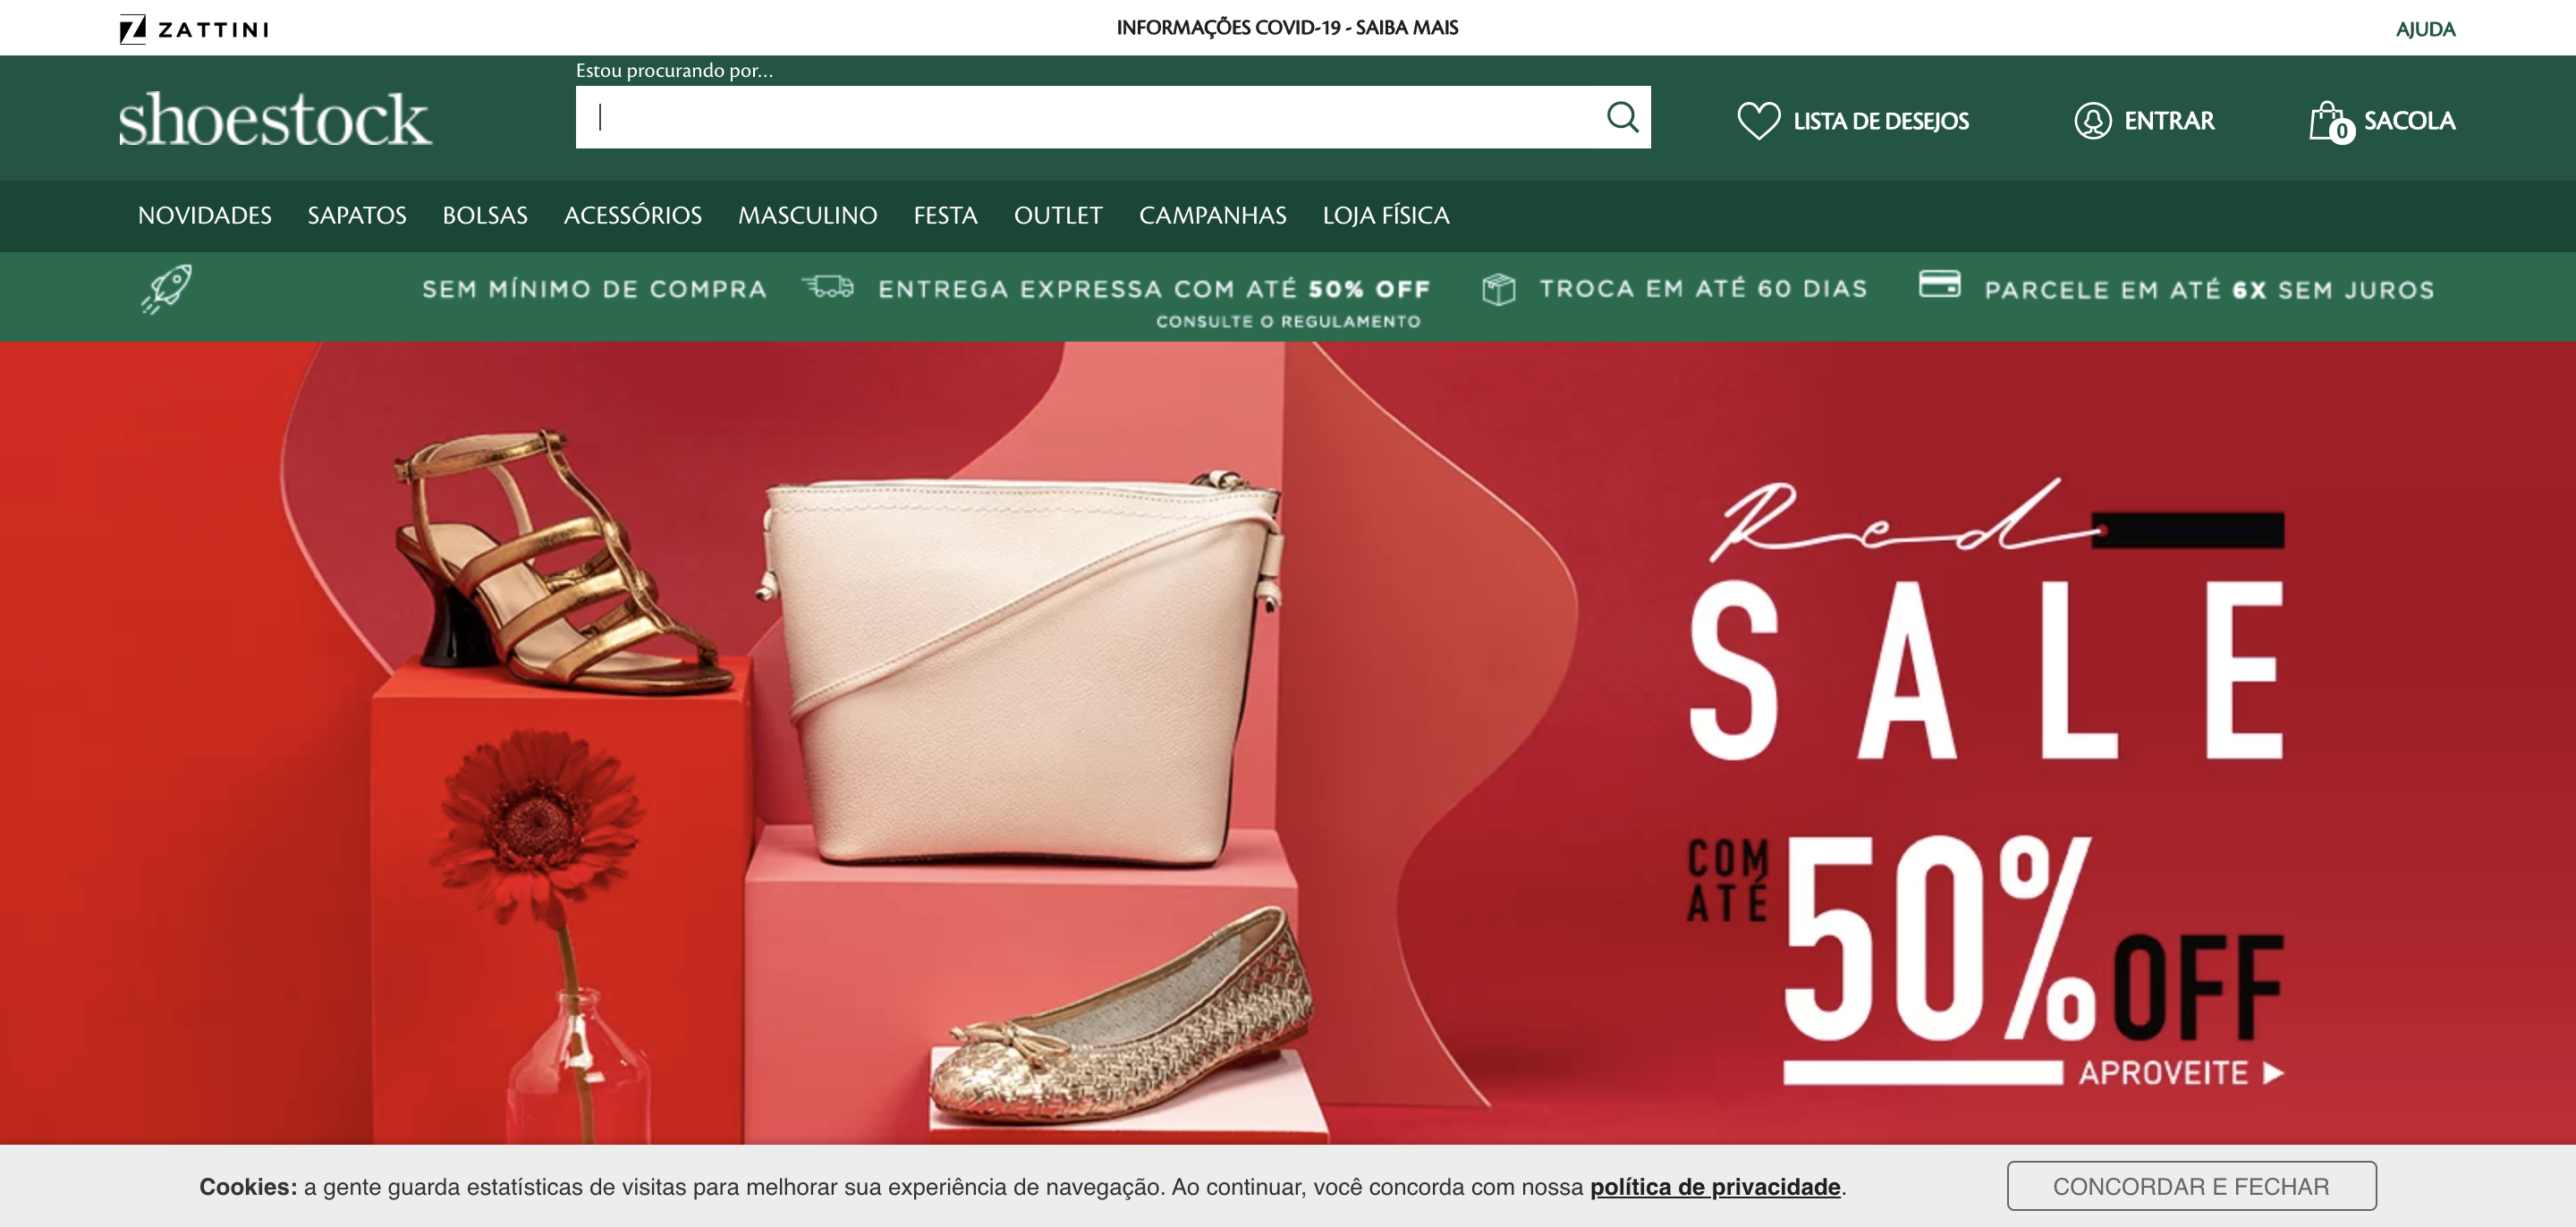 ZATTINI
INFORMAÇÕES COVID-19 - SAIBA MAIS
AJUDA
shoestock
Estou procurando por...
LISTA DE DESEJOS
ENTRAR
0
SACOLA
NOVIDADES SAPATOS BOLSAS ACESSÓRIOS MASCULINO FESTA OUTLET CAMPANHAS LOJA FÍSICA
SEM MÍNIMO DE COMPRA
ENTREGA EXPRESSA COM ATÉ 50% OFF
CONSULTE O REGULAMENTO
TROCA EM ATÉ 60 DIAS
PARCELE EM ATÉ 6X SEM JUROS
Red
SALE
COM
ATÉ
50% OFF
APROVEITE
Cookies: a gente guarda estatísticas de visitas para melhorar sua experiência de navegação. Ao continuar, você concorda com nossa política de privacidade.
CONCORDAR E FECHAR